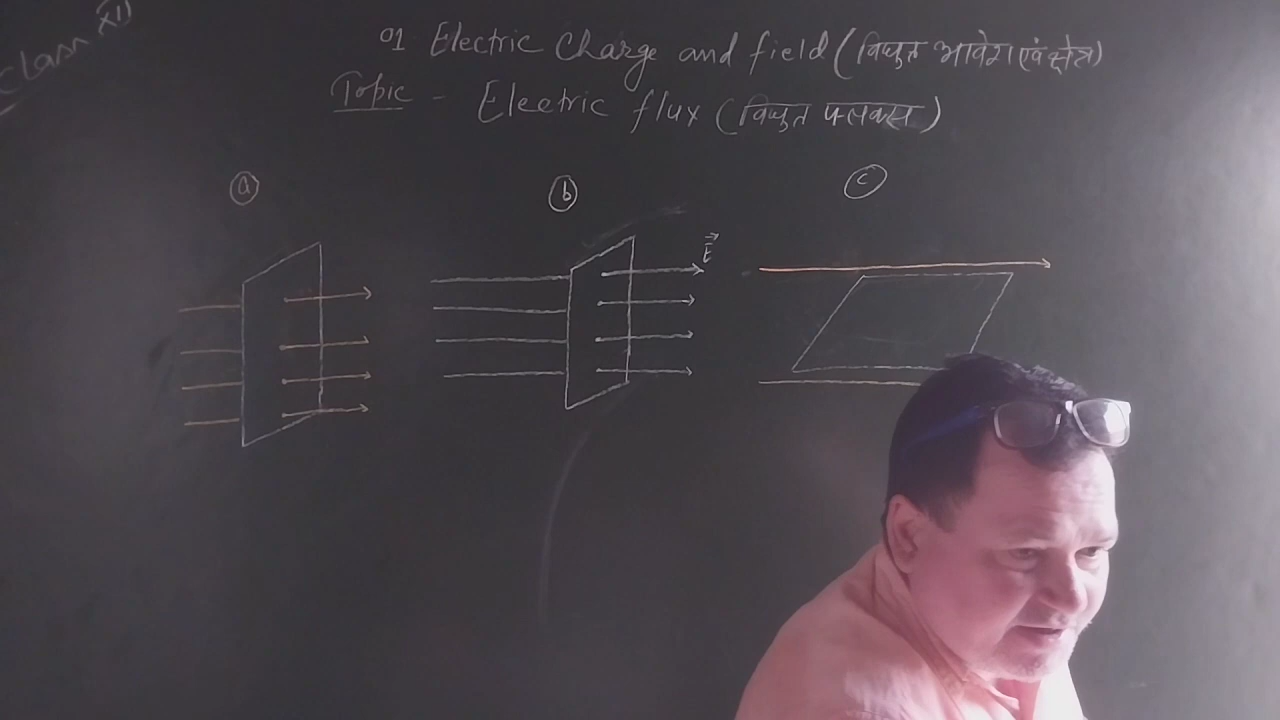 Class XII
01 Electric Charge and field (विधुत आवेश एवं क्षेत्र)
Topic - Electric flux (विधुत फ्लक्स)
a b c
E